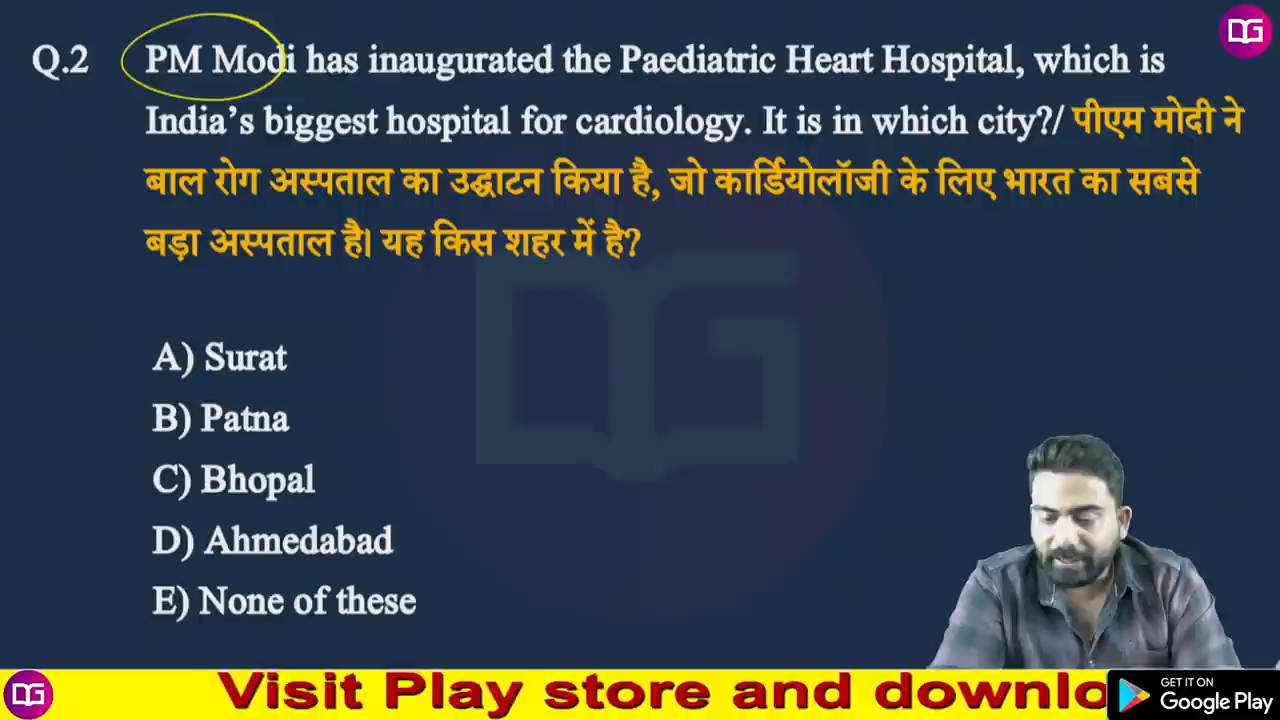 DG
Q.2 PM Modi has inaugurated the Paediatric Heart Hospital, which is
India's biggest hospital for cardiology. It is in which city?/ पीएम मोदी ने
बाल रोग अस्पताल का उद्घाटन किया है, जो कार्डियोलॉजी के लिए भारत का सबसे
बड़ा अस्पताल है। यह किस शहर में है?
A) Surat
B) Patna
C) Bhopal
D) Ahmedabad
E) None of these
DG
Visit Play store and downlo
GET IT ON
Google Play